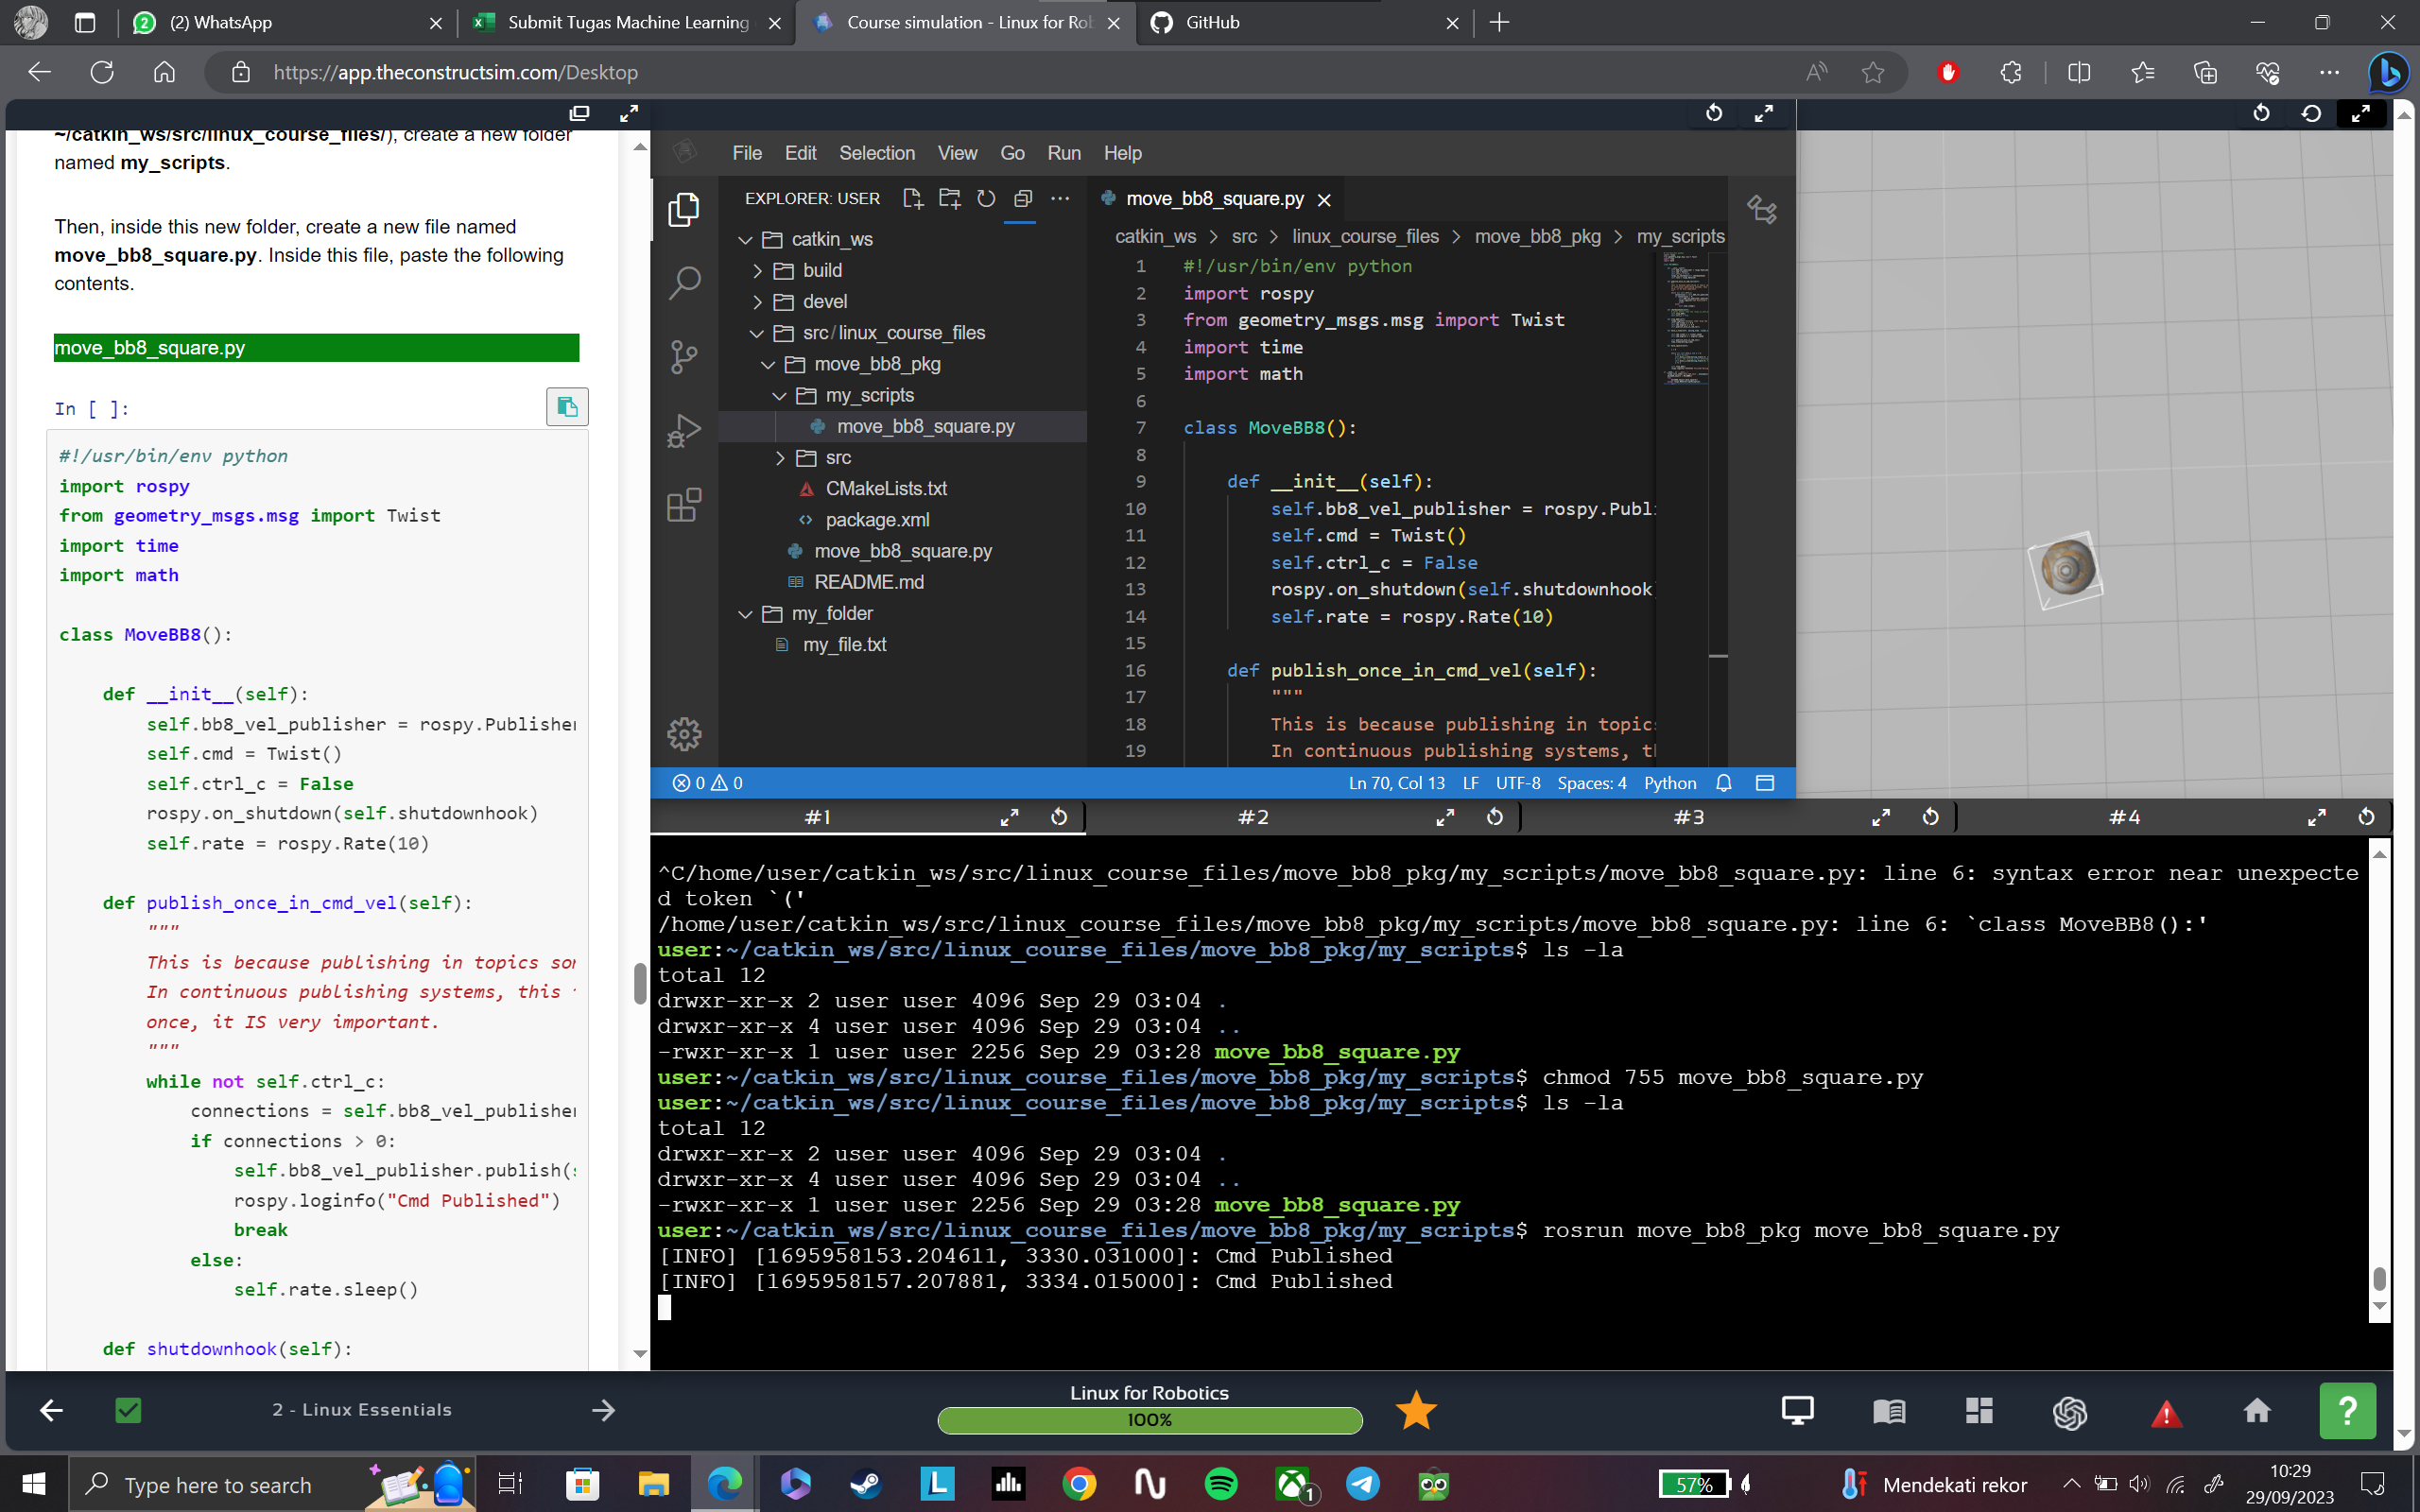 (2) WhatsApp
Submit Tugas Machine Learning
Course simulation - Linux for Rob
GitHub
https://app.theconstructsim.com/Desktop
~/catkin_ws/src/linux_course_files/), create a new folder
named my_scripts.
Then, inside this new folder, create a new file named
move_bb8_square.py. Inside this file, paste the following
contents.
move_bb8_square.py
In [ ]:
#!/usr/bin/env python
import rospy
from geometry_msgs.msg import Twist
import time
import math
class MoveBB8():
def __init__(self):
self.bb8_vel_publisher = rospy.Publisher
self.cmd = Twist()
self.ctrl_c = False
rospy.on_shutdown(self.shutdownhook)
self.rate = rospy.Rate(10)
def publish_once_in_cmd_vel(self):
"""
This is because publishing in topics so
In continuous publishing systems, this
once, it IS very important.
"""
while not self.ctrl_c:
connections = self.bb8_vel_publisher
if connections > 0:
self.bb8_vel_publisher.publish(s
rospy.loginfo("Cmd Published")
break
else:
self.rate.sleep()
def shutdownhook(self):
File Edit Selection View Go Run Help
EXPLORER: USER
catkin_ws
build
devel
src/linux_course_files
move_bb8_pkg
my_scripts
move_bb8_square.py
src
CMakeLists.txt
package.xml
move_bb8_square.py
README.md
my_folder
my_file.txt
move_bb8_square.py
catkin_ws > src > linux_course_files > move_bb8_pkg > my_scripts
1 #!/usr/bin/env python
2 import rospy
3 from geometry_msgs.msg import Twist
4 import time
5 import math
6
7 class MoveBB8():
8
9 def __init__(self):
10 self.bb8_vel_publisher = rospy.Publi
11 self.cmd = Twist()
12 self.ctrl_c = False
13 rospy.on_shutdown(self.shutdownhook
14 self.rate = rospy.Rate(10)
15
16 def publish_once_in_cmd_vel(self):
17 """
18 This is because publishing in topics
19 In continuous publishing systems, t
0 0 Ln 70, Col 13 LF UTF-8 Spaces: 4 Python
#1 #2 #3 #4
^C/home/user/catkin_ws/src/linux_course_files/move_bb8_pkg/my_scripts/move_bb8_square.py: line 6: syntax error near unexpecte
d token `('
/home/user/catkin_ws/src/linux_course_files/move_bb8_pkg/my_scripts/move_bb8_square.py: line 6: `class MoveBB8():'
user:~/catkin_ws/src/linux_course_files/move_bb8_pkg/my_scripts$ ls -la
total 12
drwxr-xr-x 2 user user 4096 Sep 29 03:04 .
drwxr-xr-x 4 user user 4096 Sep 29 03:04 ..
-rwxr-xr-x 1 user user 2256 Sep 29 03:28 move_bb8_square.py
user:~/catkin_ws/src/linux_course_files/move_bb8_pkg/my_scripts$ chmod 755 move_bb8_square.py
user:~/catkin_ws/src/linux_course_files/move_bb8_pkg/my_scripts$ ls -la
total 12
drwxr-xr-x 2 user user 4096 Sep 29 03:04 .
drwxr-xr-x 4 user user 4096 Sep 29 03:04 ..
-rwxr-xr-x 1 user user 2256 Sep 29 03:28 move_bb8_square.py
user:~/catkin_ws/src/linux_course_files/move_bb8_pkg/my_scripts$ rosrun move_bb8_pkg move_bb8_square.py
[INFO] [1695958153.204611, 3330.031000]: Cmd Published
[INFO] [1695958157.207881, 3334.015000]: Cmd Published
2 - Linux Essentials
Linux for Robotics
100%
?
Type here to search
1
57%
Mendekati rekor
10:29
29/09/2023